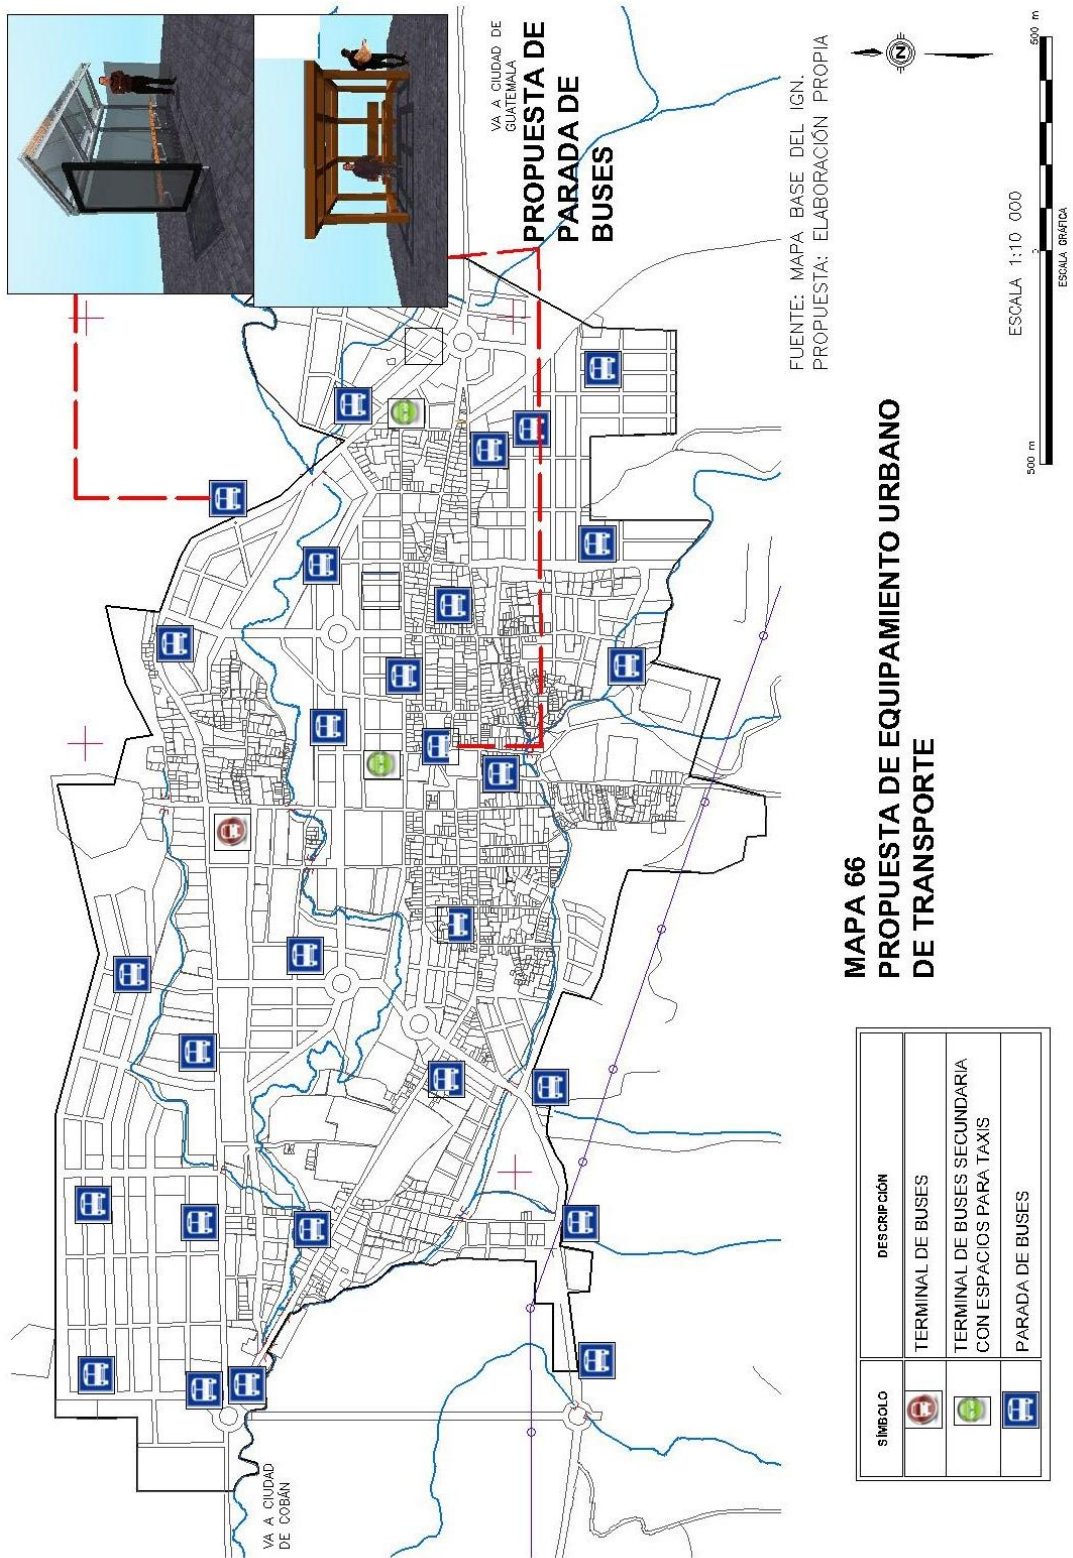 VA A CIUDAD DE
GUATEMALA
PROPUESTA DE
PARADA DE
BUSES
VA A CIUDAD
DE COBÁN
FUENTE: MAPA BASE DEL IGN.
PROPUESTA: ELABORACIÓN PROPIA
N
MAPA 66
PROPUESTA DE EQUIPAMIENTO URBANO
DE TRANSPORTE
ESCALA 1:10 000
500 m
0
500 m
ESCALA GRÁFICA
SÍMBOLO
DESCRIPCIÓN
TERMINAL DE BUSES
TERMINAL DE BUSES SECUNDARIA
CON ESPACIOS PARA TAXIS
PARADA DE BUSES